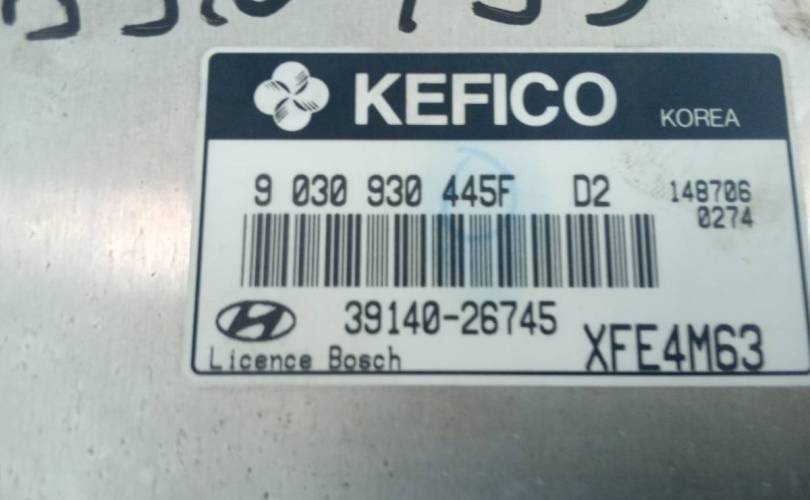 KEFICO KOREA
9 030 930 445F D2 148706
0274
39140-26745
XFE4M63
Licence Bosch